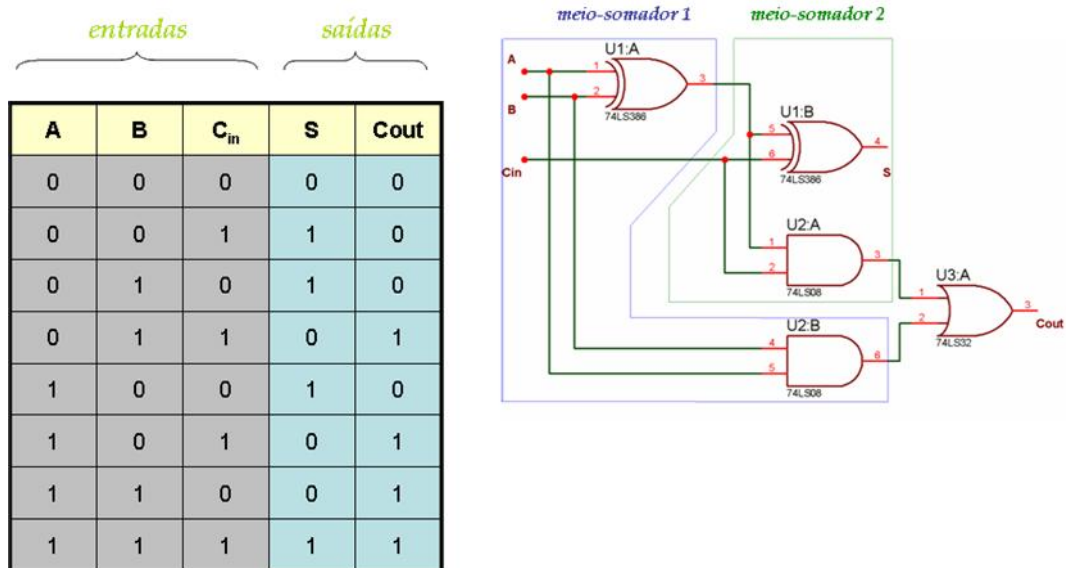 entradas saídas
A B Cin S Cout
0 0 0 0 0
0 0 1 1 0
0 1 0 1 0
0 1 1 0 1
1 0 0 1 0
1 0 1 0 1
1 1 0 0 1
1 1 1 1 1
meio-somador 1 meio-somador 2
U1:A
A
1
3
B
2
74LS386
U1:B
5
4
Cin
6
74LS386
S
U2:A
1
3
2
74LS08
U3:A
1
3
2
Cout
74LS32
U2:B
4
6
5
74LS08